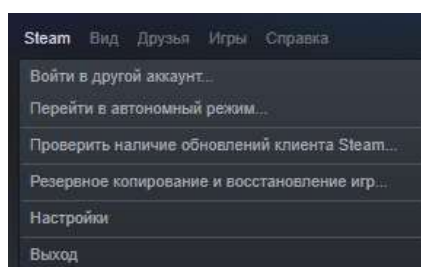 Steam Вид Друзья Игры Справка
Войти в другой аккаунт...
Перейти в автономный режим...
Проверить наличие обновлений клиента Steam...
Резервное копирование и восстановление игр...
Настройки
Выход